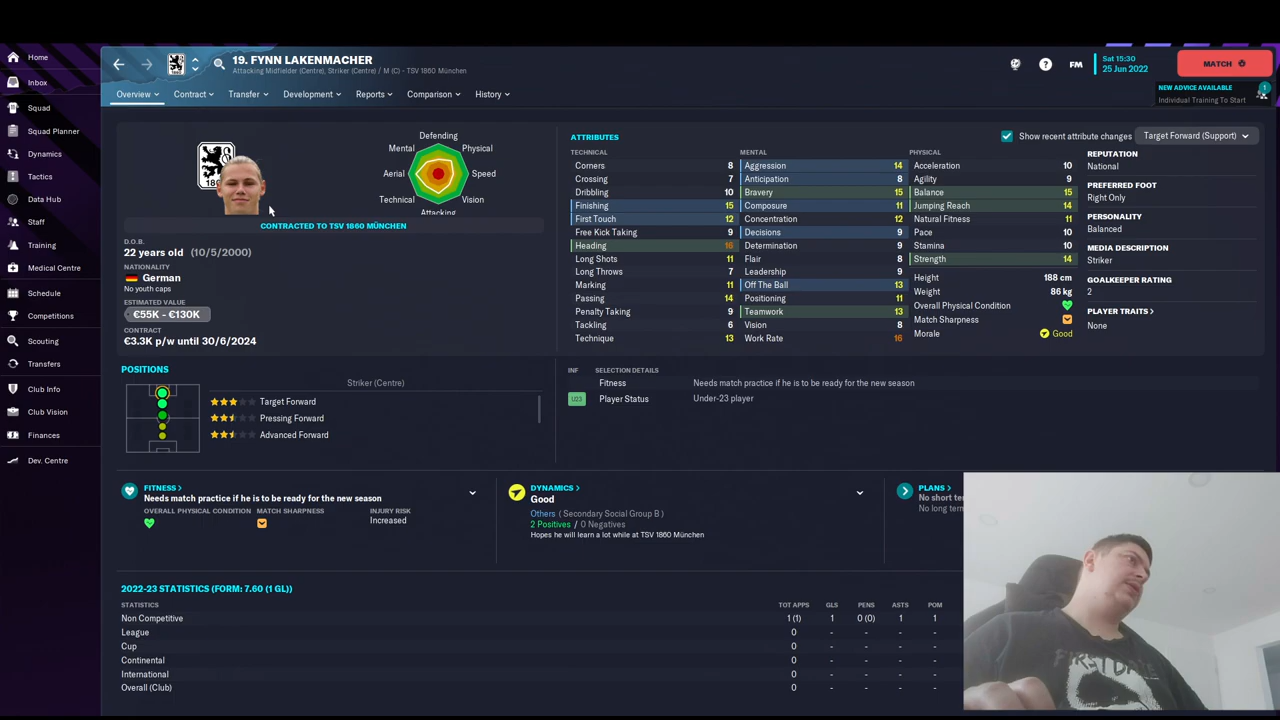 Home
Inbox
Squad
Squad Planner
Dynamics
Tactics
Data Hub
Staff
Training
Medical Centre
Schedule
Competitions
Scouting
Transfers
Club Info
Club Vision
Finances
Dev. Centre
19. FYNN LAKENMACHER
Attacking Midfielder (Centre), Striker (Centre) / M (C) - TSV 1860 München
FM
Sat 15:30
25 Jun 2022
MATCH
Overview Contract Transfer Development Reports Comparison History
NEW ADVICE AVAILABLE 1
Individual Training To Start
Defending
Mental Physical
Aerial Speed
Technical Vision
Attacking
CONTRACTED TO TSV 1860 MÜNCHEN
D.O.B.
22 years old (10/5/2000)
NATIONALITY
German
No youth caps
ESTIMATED VALUE
€55K - €130K
CONTRACT
€3.3K p/w until 30/6/2024
ATTRIBUTES
Show recent attribute changes Target Forward (Support)
TECHNICAL
Corners 8
Crossing 7
Dribbling 10
Finishing 15
First Touch 12
Free Kick Taking 9
Heading 16
Long Shots 11
Long Throws 7
Marking 11
Passing 14
Penalty Taking 9
Tackling 6
Technique 13
MENTAL
Aggression 14
Anticipation 8
Bravery 15
Composure 11
Concentration 12
Decisions 9
Determination 9
Flair 8
Leadership 9
Off The Ball 13
Positioning 11
Teamwork 13
Vision 8
Work Rate 16
PHYSICAL
Acceleration 10
Agility 9
Balance 15
Jumping Reach 14
Natural Fitness 11
Pace 10
Stamina 10
Strength 14
Height 188 cm
Weight 86 kg
Overall Physical Condition
Match Sharpness
Morale Good
REPUTATION
National
PREFERRED FOOT
Right Only
PERSONALITY
Balanced
MEDIA DESCRIPTION
Striker
GOALKEEPER RATING
2
PLAYER TRAITS
None
POSITIONS
Striker (Centre)
Target Forward
Pressing Forward
Advanced Forward
INF SELECTION DETAILS
Fitness Needs match practice if he is to be ready for the new season
U23 Player Status Under-23 player
FITNESS
Needs match practice if he is to be ready for the new season
OVERALL PHYSICAL CONDITION MATCH SHARPNESS INJURY RISK
Increased
DYNAMICS
Good
Others ( Secondary Social Group B )
2 Positives / 0 Negatives
Hopes he will learn a lot while at TSV 1860 München
PLANS
No short te
No long term
2022-23 STATISTICS (FORM: 7.60 (1 GL))
STATISTICS TOT APPS GLS PENS ASTS POM
Non Competitive 1 (1) 1 0 (0) 1 1
League 0 - - - -
Cup 0 - - - -
Continental 0 - - - -
International 0 - - - -
Overall (Club) 0 - - - -
FIRST DATE